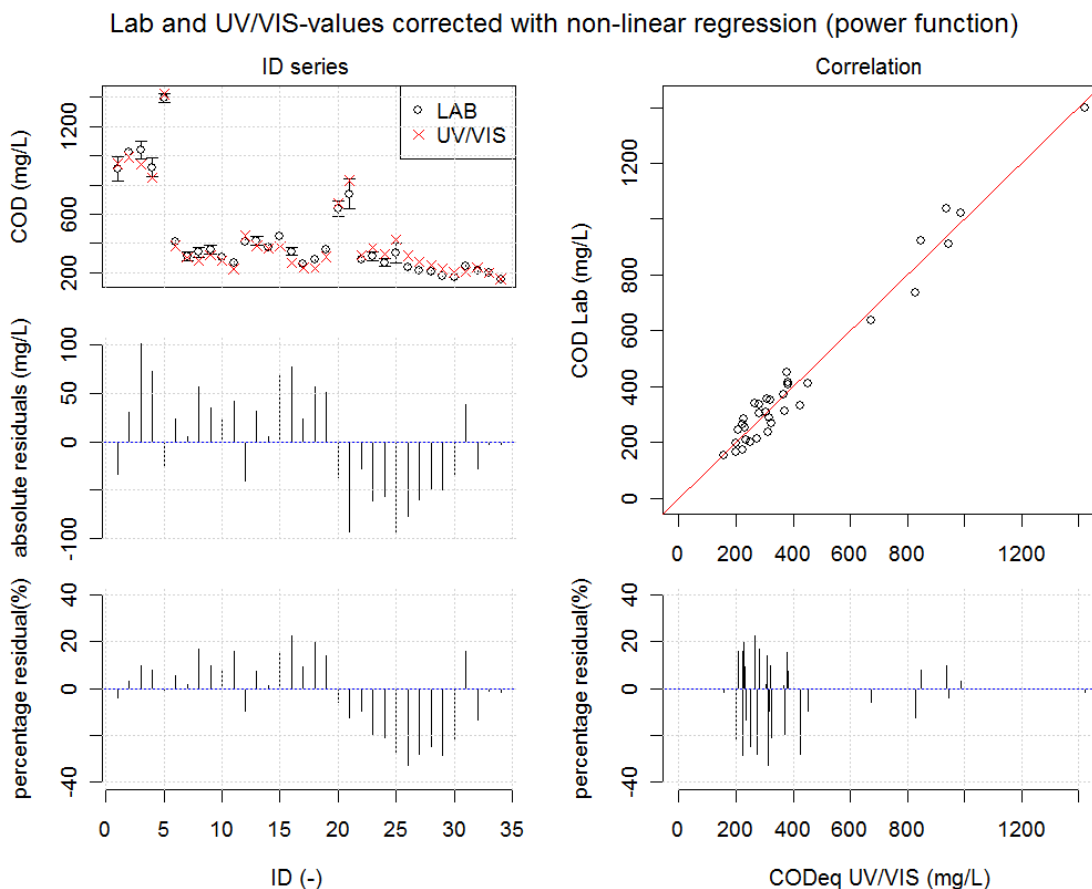 Lab and UV/VIS-values corrected with non-linear regression (power function)
ID series
COD (mg/L)
200 600 1200
LAB
UV/VIS
absolute residuals (mg/L)
-100 0 50 100
percentage residual(%)
-40 0 20 40
0 5 10 15 20 25 30 35
ID (-)
Correlation
COD Lab (mg/L)
0 200 400 600 800 1200
0 200 400 600 800 1200
percentage residual(%)
-40 0 20 40
0 200 400 600 800 1200
CODeq UV/VIS (mg/L)